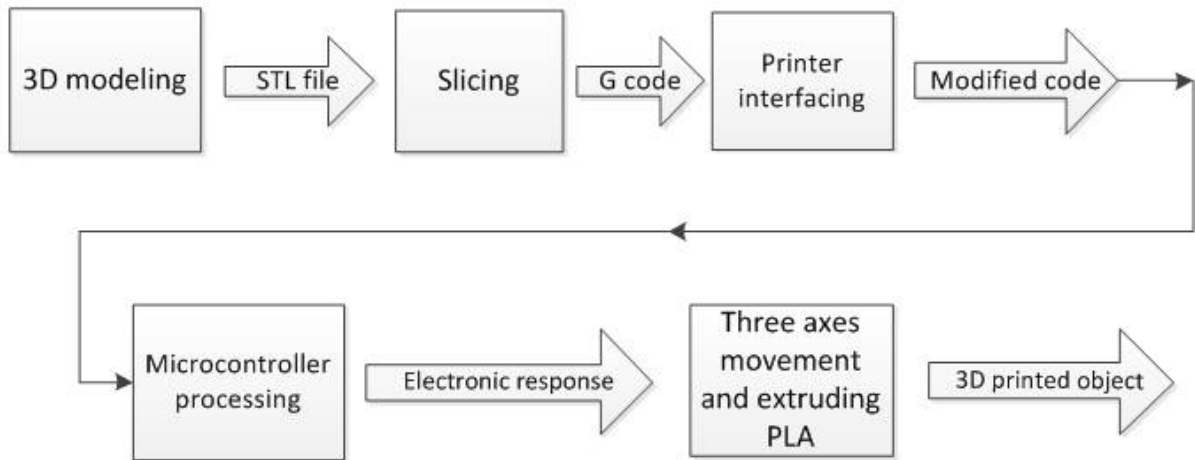 3D modeling
STL file
Slicing
G code
Printer
interfacing
Modified code
Microcontroller
processing
Electronic response
Three axes
movement
and extruding
PLA
3D printed object